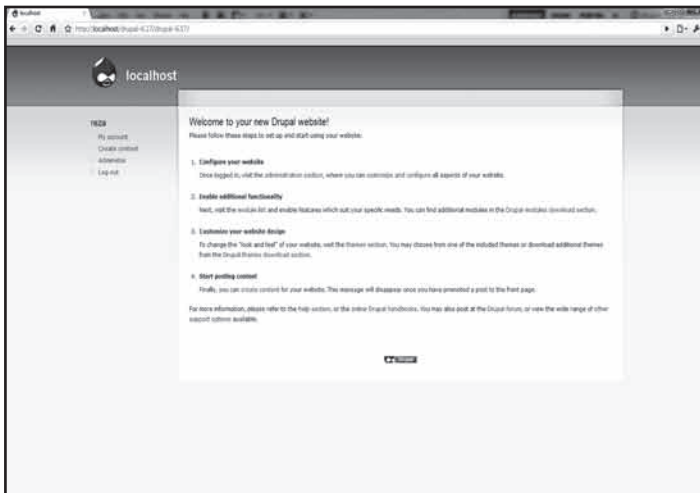 localhost
http://localhost/drupal-6.17/drupal-6.17/
localhost
reza
My account
Create content
Administer
Log out
Welcome to your new Drupal website!
Please follow these steps to set up and start using your website:
1. Configure your website
Once logged in, visit the administration section, where you can customize and configure all aspects of your website.
2. Enable additional functionality
Next, visit the module list and enable features which suit your specific needs. You can find additional modules in the Drupal modules download section.
3. Customize your website design
To change the "look and feel" of your website, visit the themes section. You may choose from one of the included themes or download additional themes
from the Drupal themes download section.
4. Start posting content
Finally, you can create content for your website. This message will disappear once you have promoted a post to the front page.
For more information, please refer to the help section, or the online Drupal handbooks. You may also post at the Drupal forum, or view the wide range of other
support options available.